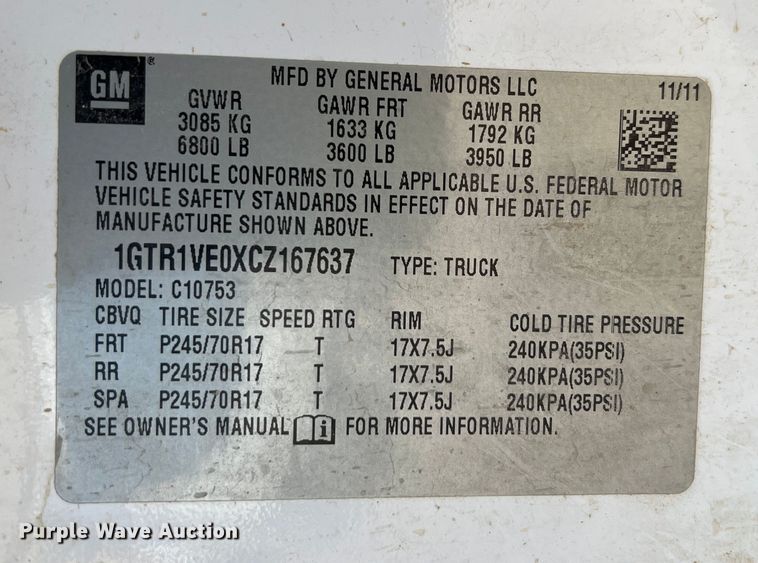 GM®
MFD BY GENERAL MOTORS LLC 11/11
GVWR GAWR FRT GAWR RR
3085 KG 1633 KG 1792 KG
6800 LB 3600 LB 3950 LB
THIS VEHICLE CONFORMS TO ALL APPLICABLE U.S. FEDERAL MOTOR
VEHICLE SAFETY STANDARDS IN EFFECT ON THE DATE OF
MANUFACTURE SHOWN ABOVE.
1GTR1VE0XCZ167637 TYPE: TRUCK
MODEL: C10753
CBVQ TIRE SIZE SPEED RTG RIM COLD TIRE PRESSURE
FRT P245/70R17 T 17X7.5J 240KPA(35PSI)
RR P245/70R17 T 17X7.5J 240KPA(35PSI)
SPA P245/70R17 T 17X7.5J 240KPA(35PSI)
SEE OWNER'S MANUAL i FOR MORE INFORMATION.
Purple Wave Auction